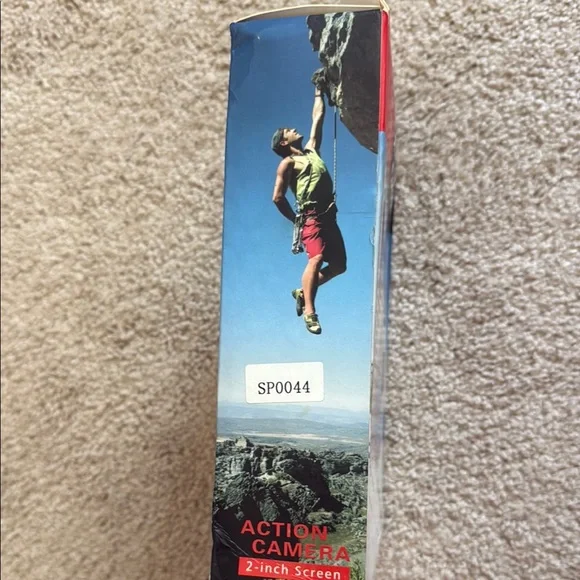 SP0044
ACTION
CAMERA
2-inch Screen